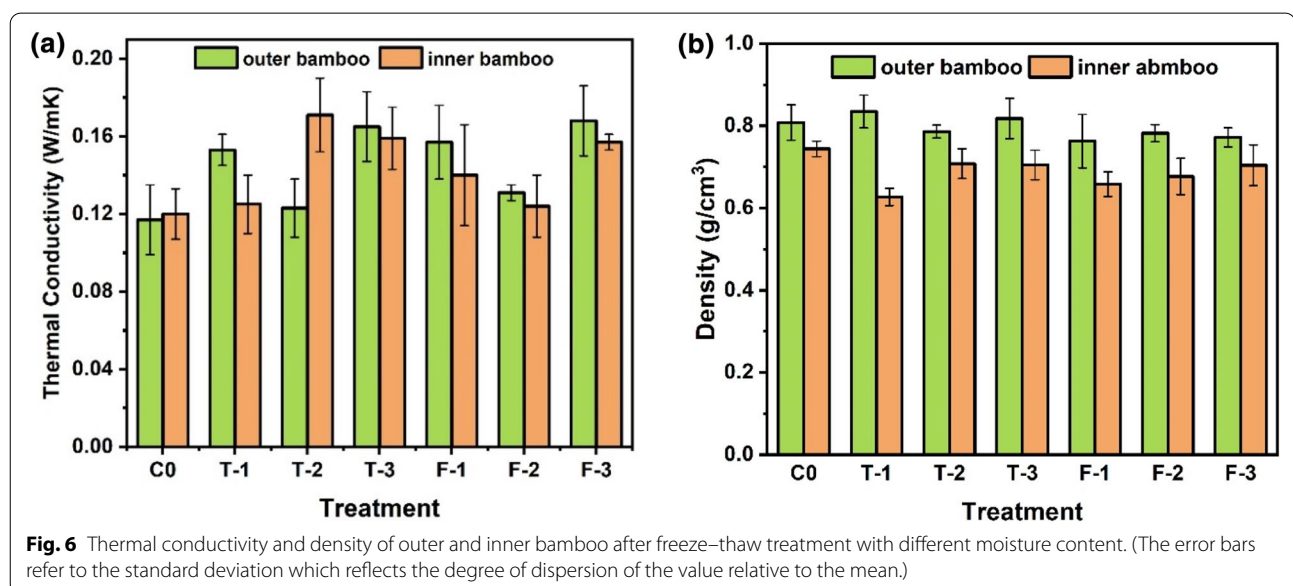 (a)
outer bamboo inner bamboo
Thermal Conductivity (W/mK)
0.20
0.16
0.12
0.08
0.04
0.00
C0 T-1 T-2 T-3 F-1 F-2 F-3
Treatment
(b)
outer bamboo inner abmboo
Density (g/cm³)
1.0
0.8
0.6
0.4
0.2
0.0
C0 T-1 T-2 T-3 F-1 F-2 F-3
Treatment
Fig. 6 Thermal conductivity and density of outer and inner bamboo after freeze–thaw treatment with different moisture content. (The error bars
refer to the standard deviation which reflects the degree of dispersion of the value relative to the mean.)